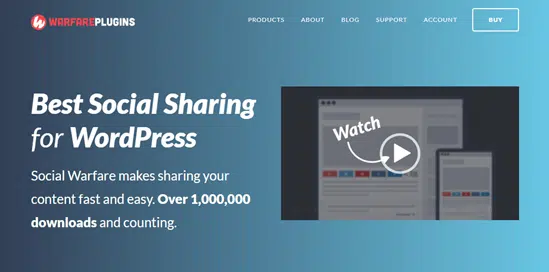 WARFAREPLUGINS
PRODUCTS ABOUT BLOG SUPPORT ACCOUNT BUY
Best Social Sharing
for WordPress
Watch
Social Warfare makes sharing your
content fast and easy. Over 1,000,000
downloads and counting.